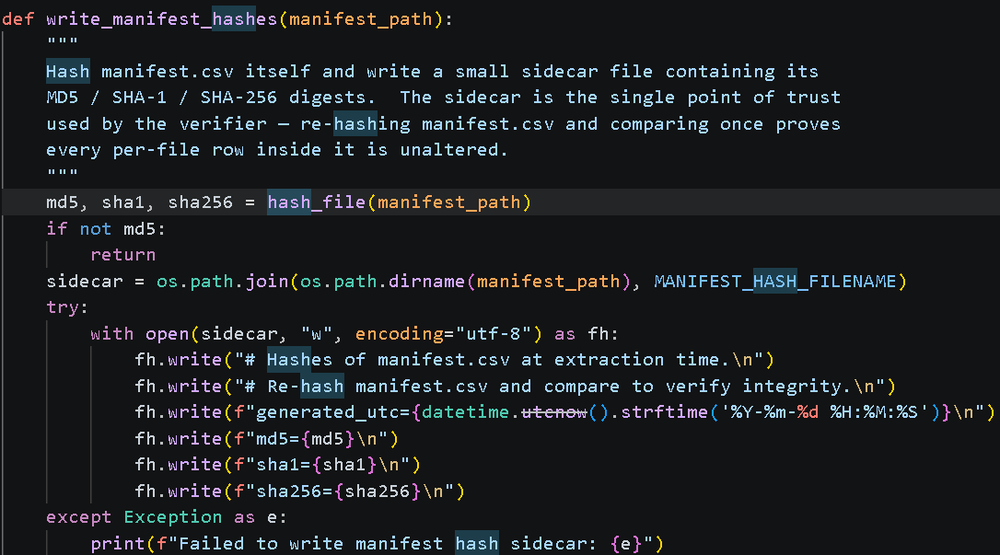 def write_manifest_hashes(manifest_path):
    """
    Hash manifest.csv itself and write a small sidecar file containing its
    MD5 / SHA-1 / SHA-256 digests.  The sidecar is the single point of trust
    used by the verifier — re-hashing manifest.csv and comparing once proves
    every per-file row inside it is unaltered.
    """
    md5, sha1, sha256 = hash_file(manifest_path)
    if not md5:
        return
    sidecar = os.path.join(os.path.dirname(manifest_path), MANIFEST_HASH_FILENAME)
    try:
        with open(sidecar, "w", encoding="utf-8") as fh:
            fh.write("# Hashes of manifest.csv at extraction time.\n")
            fh.write("# Re-hash manifest.csv and compare to verify integrity.\n")
            fh.write(f"generated_utc={datetime.utcnow().strftime('%Y-%m-%d %H:%M:%S')}\n")
            fh.write(f"md5={md5}\n")
            fh.write(f"sha1={sha1}\n")
            fh.write(f"sha256={sha256}\n")
    except Exception as e:
        print(f"Failed to write manifest hash sidecar: {e}")